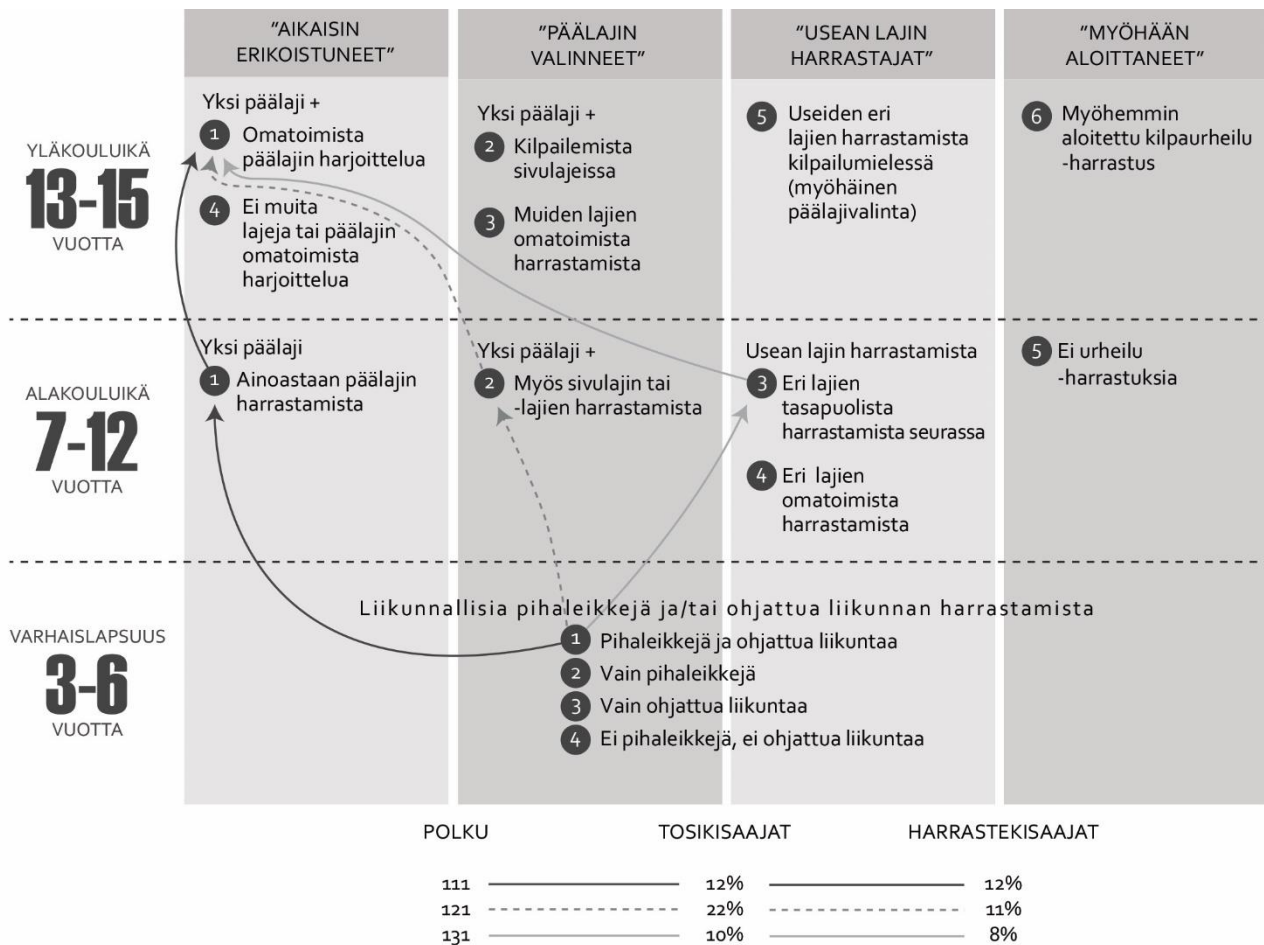 "AIKAISIN
ERIKOISTUNEET"
"PÄÄLAJIN
VALINNEET"
"USEAN LAJIN
HARRASTAJAT"
"MYÖHÄÄN
ALOITTANEET"
YLÄKOULUIKÄ
13-15
VUOTTA
Yksi päälaji +
1 Omatoimista
päälajin harjoittelua
4 Ei muita
lajeja tai päälajin
omatoimista
harjoittelua
Yksi päälaji +
2 Kilpailemista
sivulajeissa
3 Muiden lajien
omatoimista
harrastamista
5 Useiden eri
lajien harrastamista
kilpailumielessä
(myöhäinen
päälajivalinta)
6 Myöhemmin
aloitettu kilpaurheilu
-harrastus
ALAKOULUIKÄ
7-12
VUOTTA
Yksi päälaji
1 Ainoastaan päälajin
harrastamista
Yksi päälaji +
2 Myös sivulajin tai
-lajien harrastamista
Usean lajin harrastamista
3 Eri lajien
tasapuolista
harrastamista seurassa
4 Eri lajien
omatoimista
harrastamista
5 Ei urheilu
-harrastuksia
VARHAISLAPSUUS
3-6
VUOTTA
Liikunnallisia pihaleikkejä ja/tai ohjattua liikunnan harrastamista
1 Pihaleikkejä ja ohjattua liikuntaa
2 Vain pihaleikkejä
3 Vain ohjattua liikuntaa
4 Ei pihaleikkejä, ei ohjattua liikuntaa
POLKU TOSIKISAAJAT HARRASTEKISAAJAT
111 12% 12%
121 22% 11%
131 10% 8%